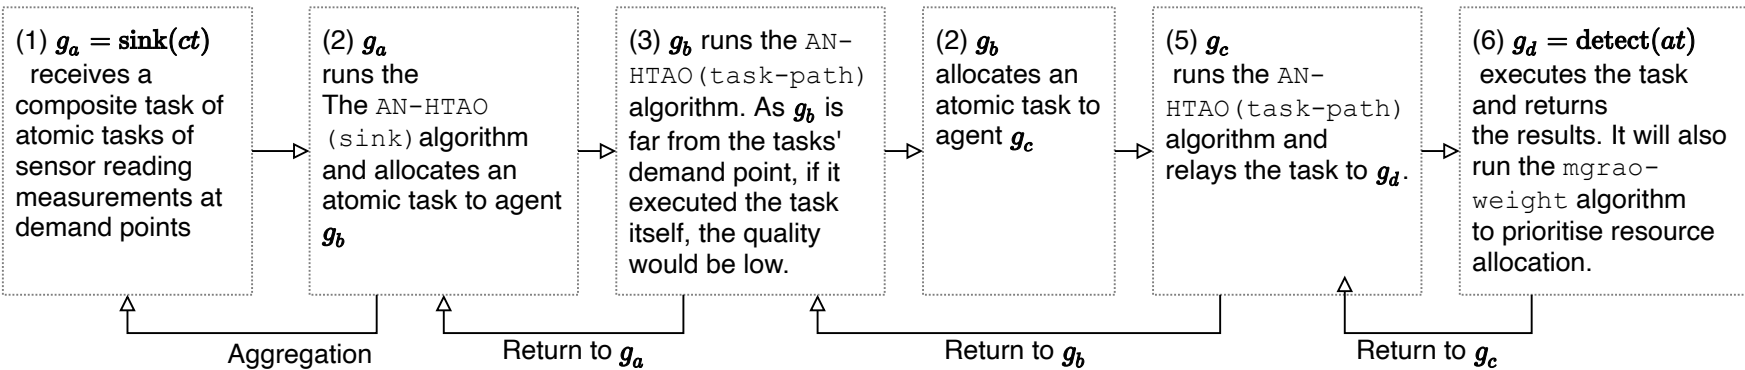 (1) gₐ = sink(ct)
receives a
composite task of
atomic tasks of
sensor reading
measurements at
demand points
(2) gₐ
runs the
The AN-HTAO
(sink) algorithm
and allocates an
atomic task to agent
g_b
(3) g_b runs the AN-
HTAO(task-path)
algorithm. As g_b is
far from the tasks'
demand point, if it
executed the task
itself, the quality
would be low.
(2) g_b
allocates an
atomic task to
agent g_c
(5) g_c
runs the AN-
HTAO(task-path)
algorithm and
relays the task to g_d.
(6) g_d = detect(at)
executes the task
and returns
the results. It will also
run the mgrao-
weight algorithm
to prioritise resource
allocation.
Aggregation
Return to gₐ
Return to g_b
Return to g_c